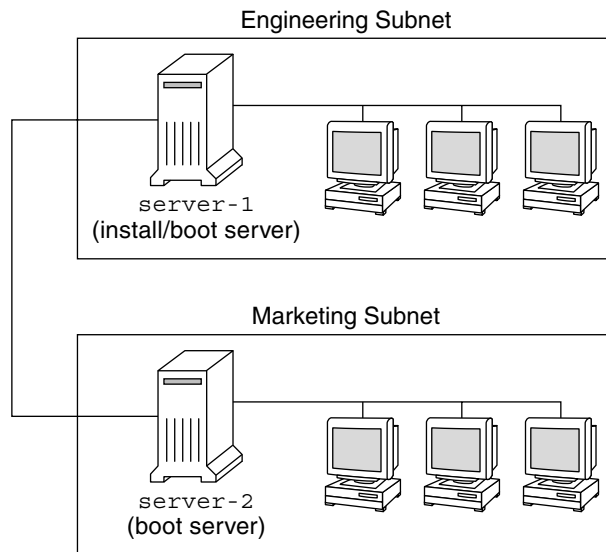 Engineering Subnet
server-1
(install/boot server)
Marketing Subnet
server-2
(boot server)